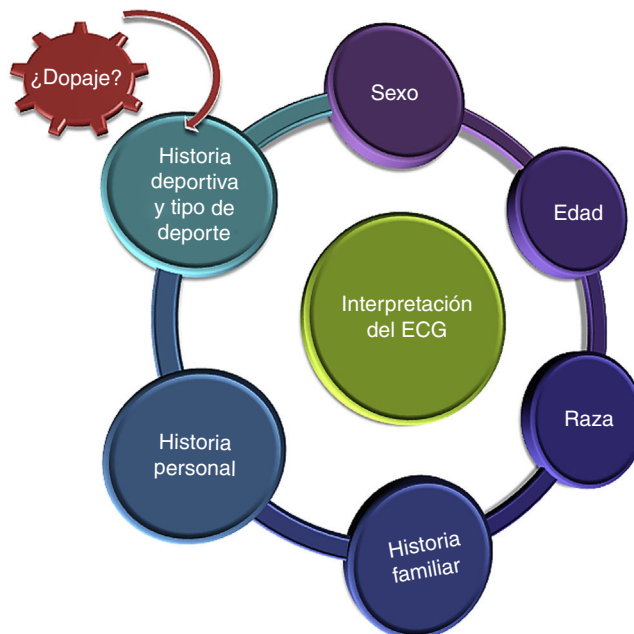 ¿Dopaje?
Sexo
Historia
deportiva
y tipo de
deporte
Edad
Interpretación
del ECG
Raza
Historia
personal
Historia
familiar